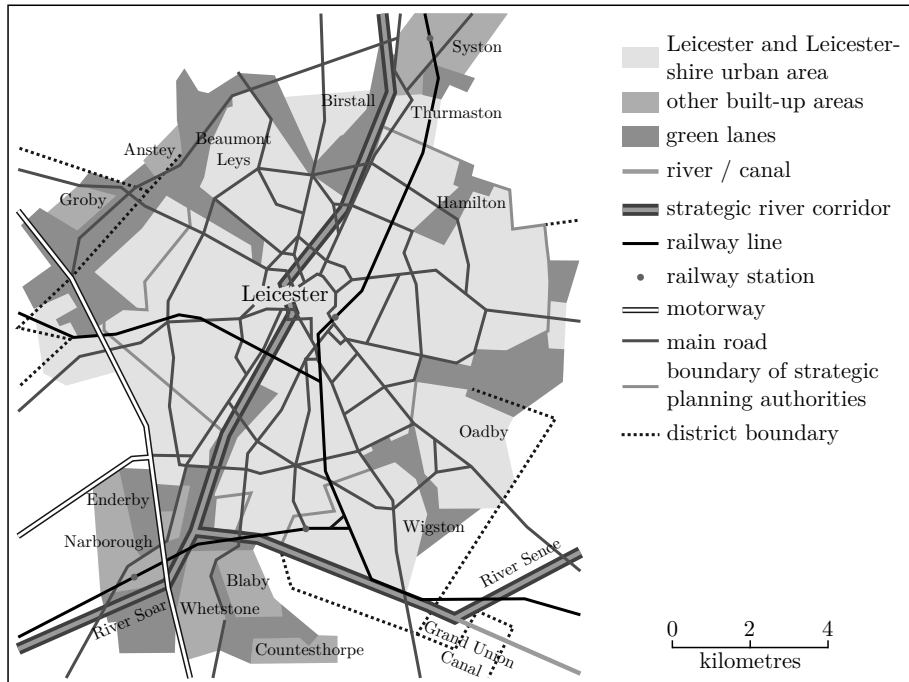 Syston
Birstall
Thurmaston
Beaumont
Leys
Anstey
Groby
Hamilton
Leicester
Oadby
Enderby
Narborough
Wigston
River Sence
Blaby
River Soar
Whetstone
Grand Union
Canal
Countesthorpe
Leicester and Leicester-
shire urban area
other built-up areas
green lanes
river / canal
strategic river corridor
railway line
railway station
motorway
main road
boundary of strategic
planning authorities
district boundary
0 2 4
kilometres